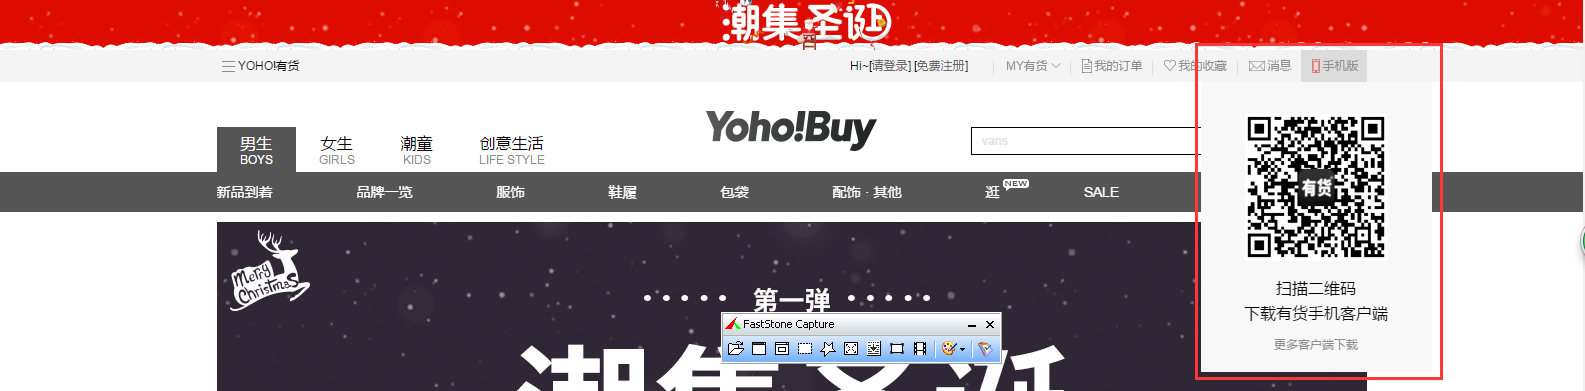 潮集圣诞
YOHO!有货
Hi~[请登录] [免费注册]
MY有货
我的订单
我的收藏
消息
手机版
Yoho!Buy
男生
BOYS
女生
GIRLS
潮童
KIDS
创意生活
LIFE STYLE
vans
新品到着
品牌一览
服饰
鞋履
包袋
配饰 · 其他
逛
NEW
SALE
有货
扫描二维码
下载有货手机客户端
更多客户端下载
Merry
Christmas
第一弹
FastStone Capture
潮集圣诞